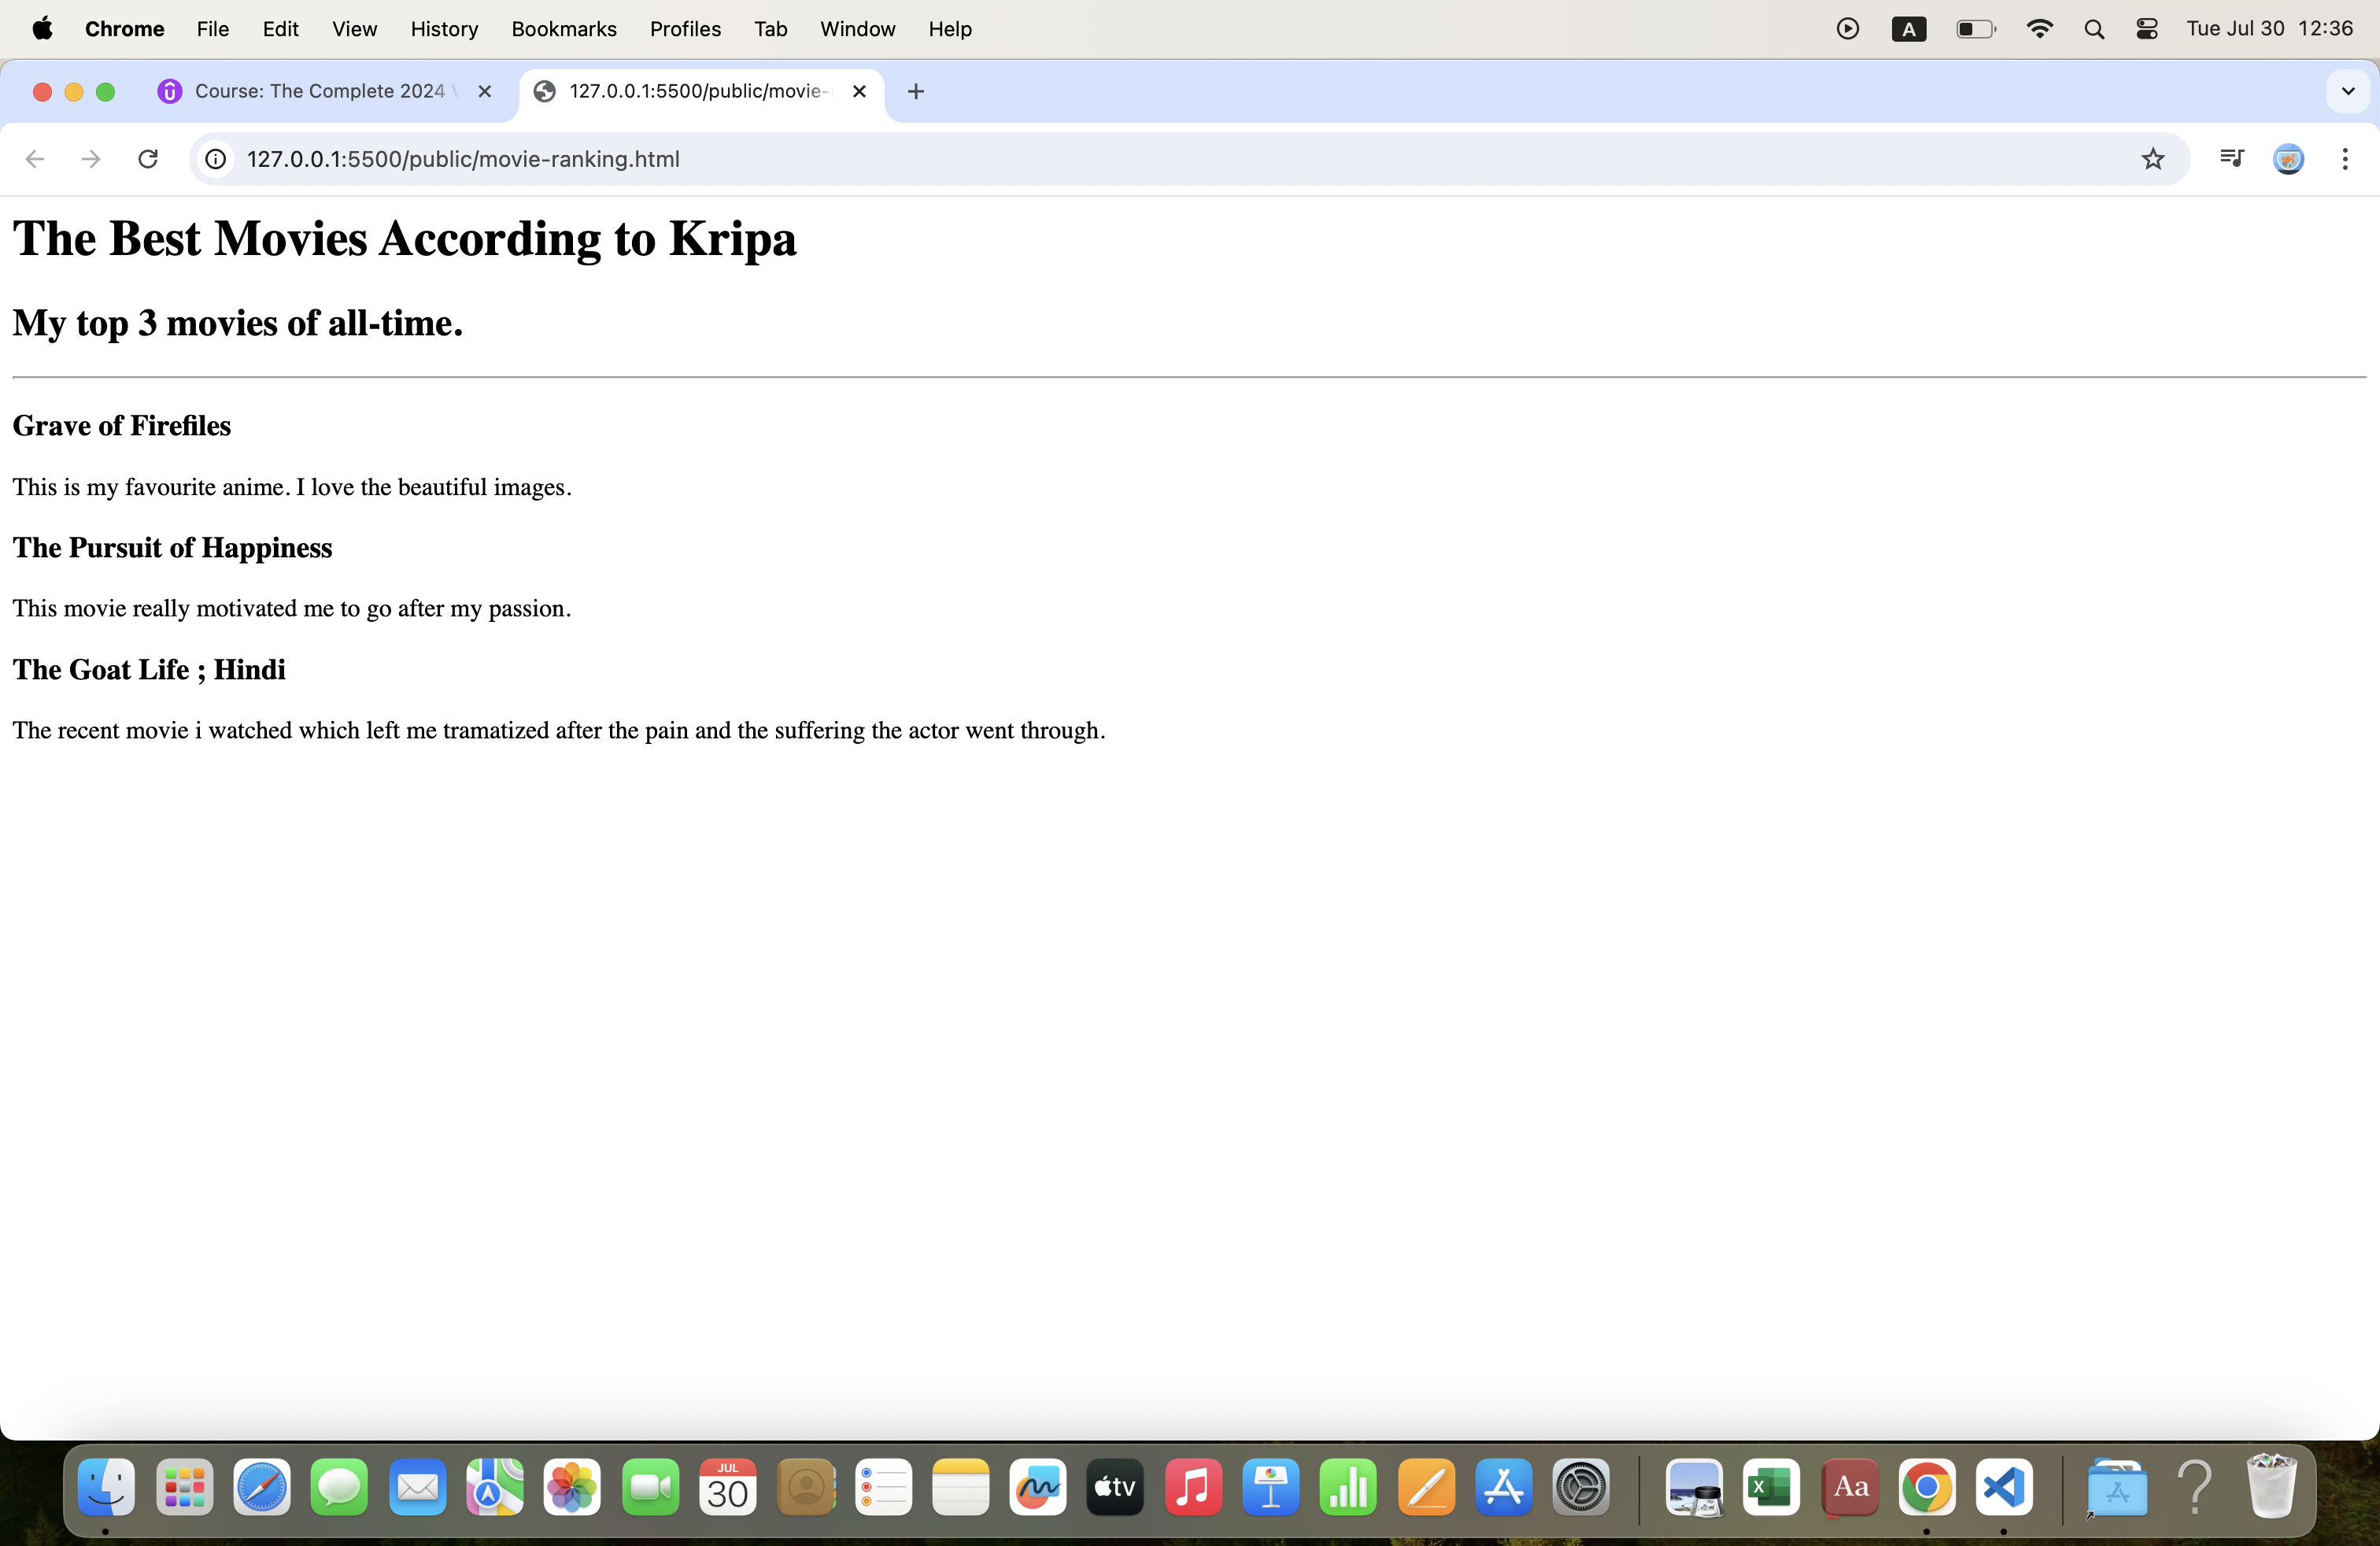 Chrome File Edit View History Bookmarks Profiles Tab Window Help A Tue Jul 30 12:36
Course: The Complete 2024 127.0.0.1:5500/public/movie-
127.0.0.1:5500/public/movie-ranking.html
The Best Movies According to Kripa
My top 3 movies of all-time.
Grave of Firefiles
This is my favourite anime. I love the beautiful images.
The Pursuit of Happiness
This movie really motivated me to go after my passion.
The Goat Life ; Hindi
The recent movie i watched which left me tramatized after the pain and the suffering the actor went through.
JUL
30 tv X Aa ?